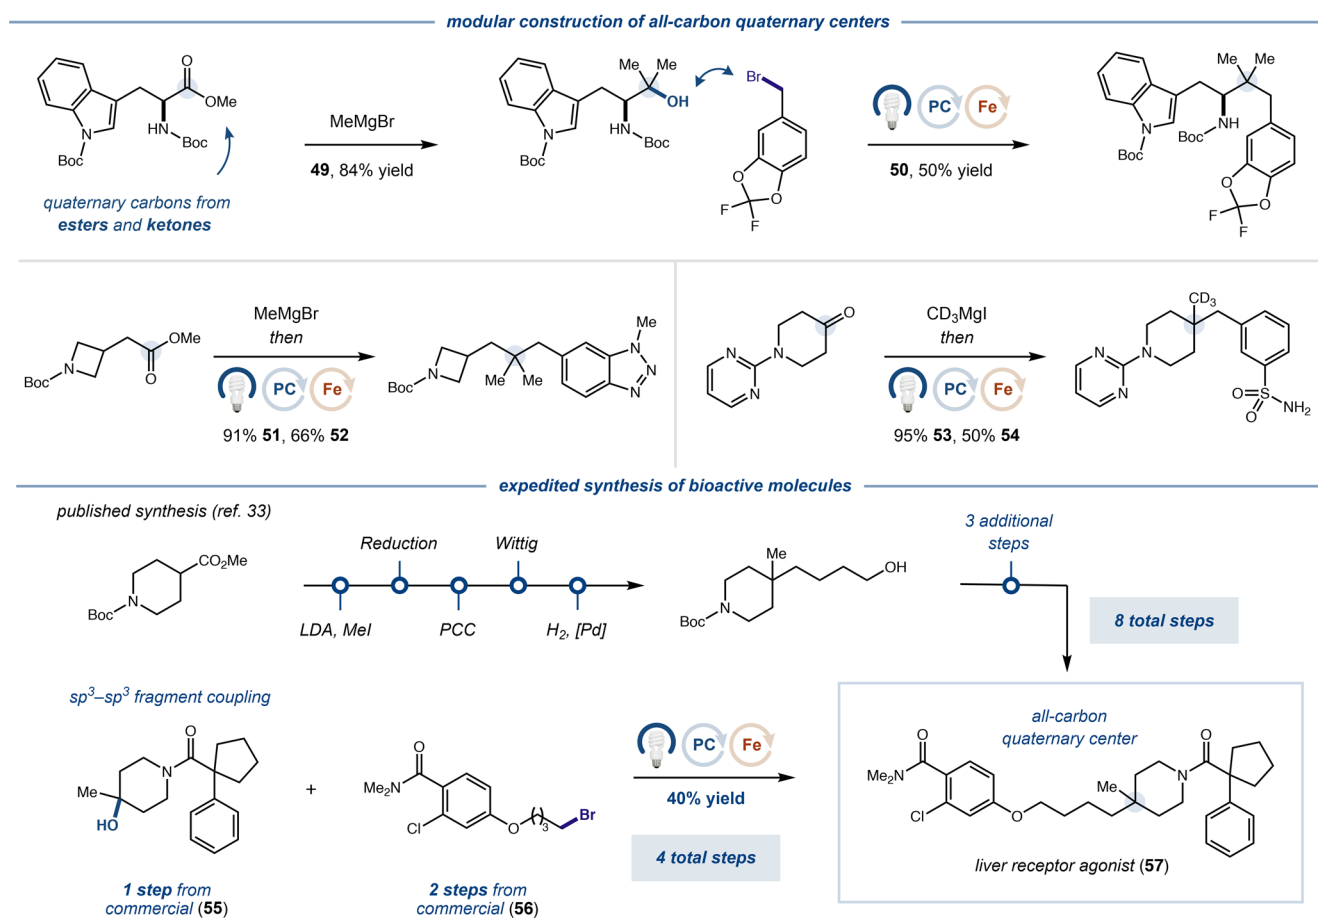 modular construction of all-carbon quaternary centers
O
OMe
HN
Boc
N
Boc
quaternary carbons from
esters and ketones
MeMgBr
49, 84% yield
Me
Me
OH
HN
Boc
N
Boc
Br
O
O
F
F
PC
Fe
50, 50% yield
Me
Me
NH
Boc
N
Boc
O
O
F
F
OMe
O
N
Boc
MeMgBr
then
PC
Fe
91% 51, 66% 52
Me
N
N
N
Me
Me
N
Boc
O
N
N
N
CD3MgI
then
PC
Fe
95% 53, 50% 54
CD3
N
N
N
O
S
O
NH2
expedited synthesis of bioactive molecules
published synthesis (ref. 33)
CO2Me
N
Boc
Reduction
Wittig
LDA, MeI
PCC
H2, [Pd]
Me
OH
N
Boc
3 additional
steps
8 total steps
sp3–sp3 fragment coupling
O
N
Me
HO
1 step from
commercial (55)
+
O
Me2N
Cl
O
( )3
Br
2 steps from
commercial (56)
PC
Fe
40% yield
4 total steps
all-carbon
quaternary center
O
Me2N
Cl
O
Me
N
O
liver receptor agonist (57)